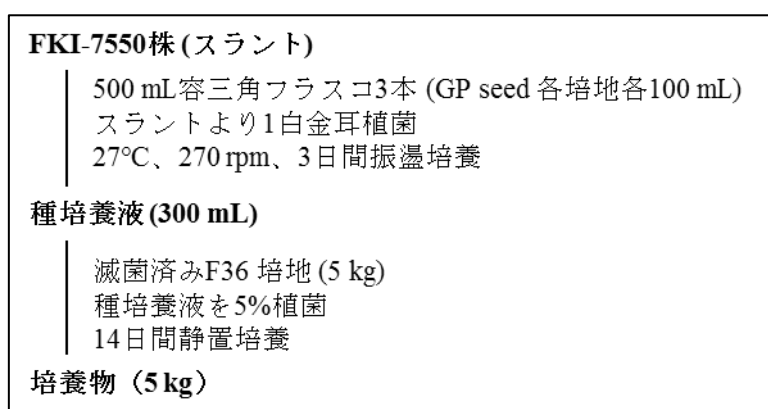 FKI-7550株 (スラント)
500 mL容三角フラスコ3本 (GP seed 各培地各100 mL)
スラントより1白金耳植菌
27℃、270 rpm、3日間振盪培養
種培養液 (300 mL)
滅菌済みF36 培地 (5 kg)
種培養液を5%植菌
14日間静置培養
培養物（5 kg）